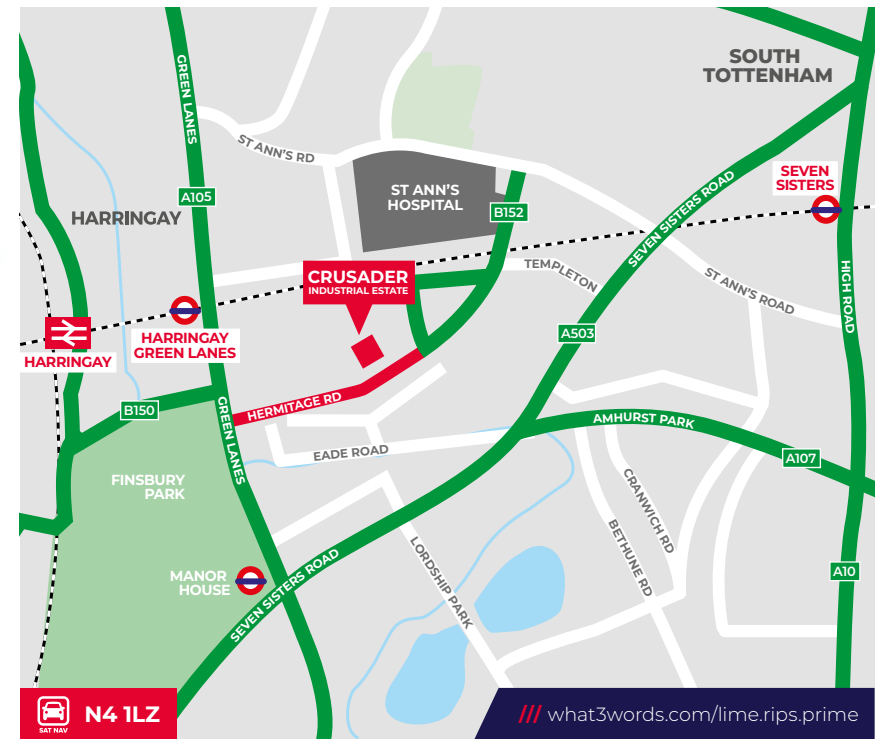 SOUTH
TOTTENHAM
GREEN LANES
ST ANN'S RD
SEVEN
SISTERS
ST ANN'S
HOSPITAL
A105
B152
HARRINGAY
SEVEN SISTERS ROAD
TEMPLETON
CRUSADER
INDUSTRIAL ESTATE
ST ANN'S ROAD
HIGH ROAD
HARRINGAY
HARRINGAY
GREEN LANES
A503
HERMITAGE RD
B150
GREEN LANES
AMHURST PARK
EADE ROAD
A107
FINSBURY
PARK
CRANWICH RD
BETHUNE RD
LORDSHIP PARK
MANOR
HOUSE
SEVEN SISTERS ROAD
A10
SAT NAV
N4 1LZ
/// what3words.com/lime.rips.prime